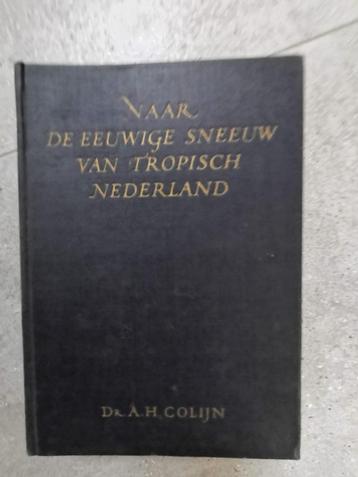 NAAR
DE EEUWIGE SNEEUW
VAN TROPISCH
NEDERLAND
DR. A.H. COLIJN